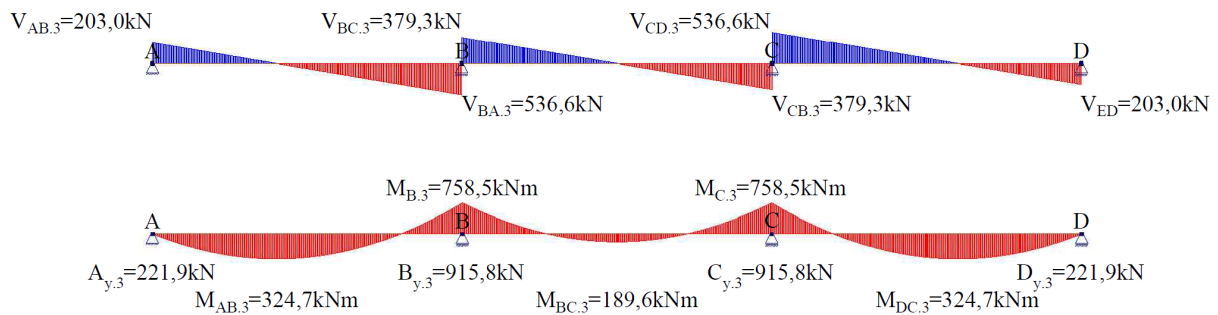 V_AB.3=203,0kN V_BC.3=379,3kN V_CD.3=536,6kN
A B C D
V_BA.3=536,6kN V_CB.3=379,3kN V_ED=203,0kN
M_B.3=758,5kNm M_C.3=758,5kNm
A B C D
A_y.3=221,9kN B_y.3=915,8kN C_y.3=915,8kN D_y.3=221,9kN
M_AB.3=324,7kNm M_BC.3=189,6kNm M_DC.3=324,7kNm